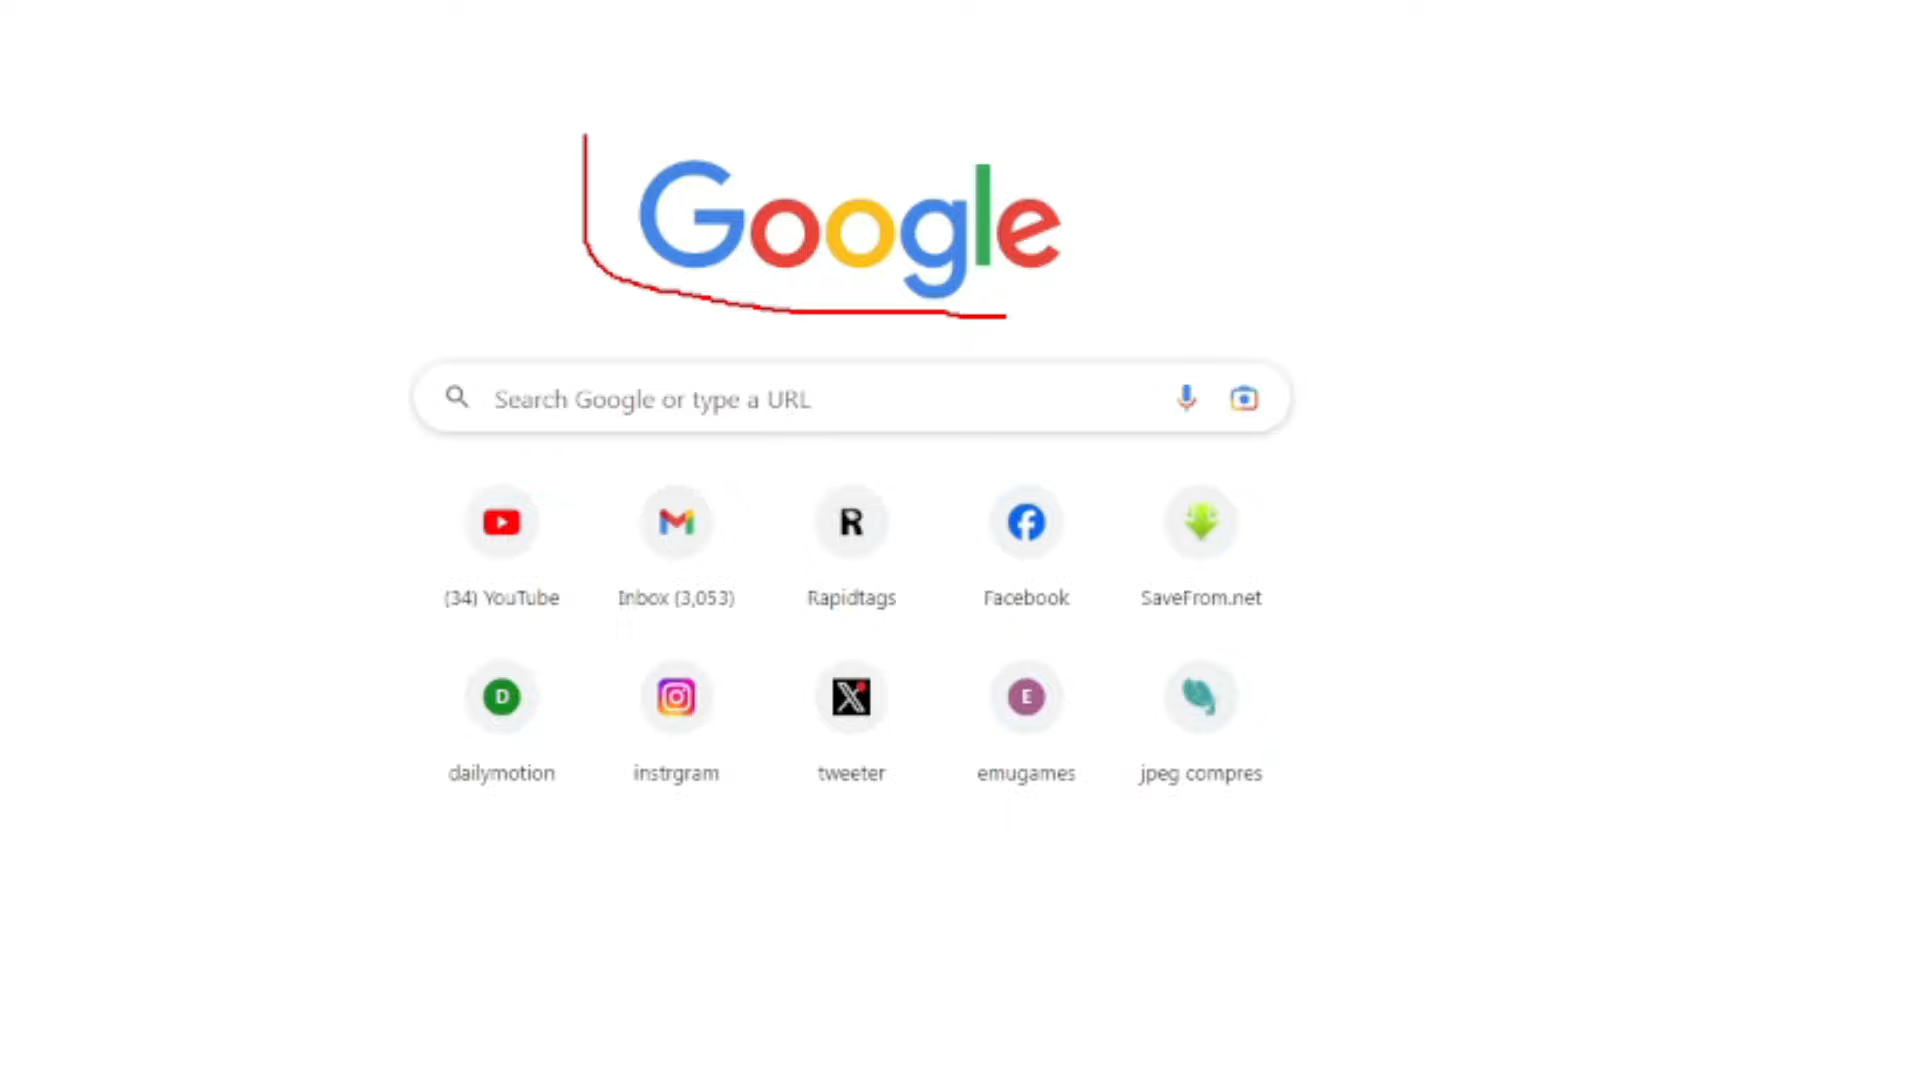 Google
Search Google or type a URL
R
(34) YouTube Inbox (3,053) Rapidtags Facebook SaveFrom.net
D E
dailymotion instrgram tweeter emugames jpeg compres